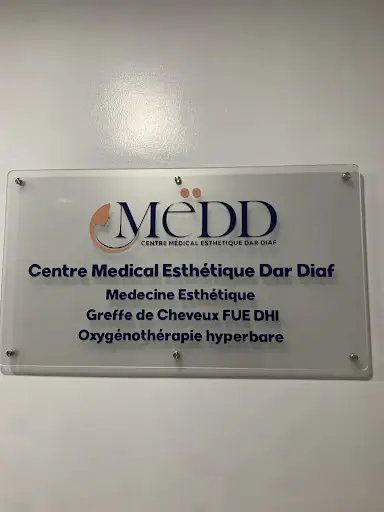 MëDD
CENTRE MÉDICAL ESTHÉTIQUE DAR DIAF
Centre Medical Esthétique Dar Diaf
Medecine Esthétique
Greffe de Cheveux FUE DHI
Oxygénothérapie hyperbare